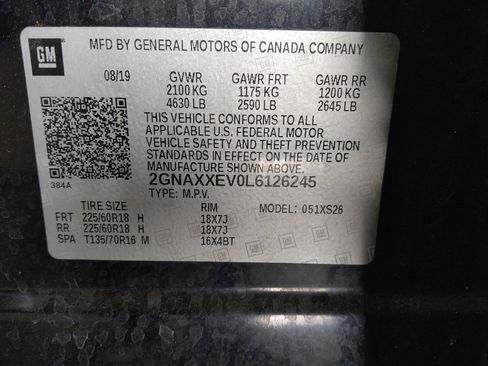 GM
MFD BY GENERAL MOTORS OF CANADA COMPANY
08/19 GVWR GAWR FRT GAWR RR
2100 KG 1175 KG 1200 KG
4630 LB 2590 LB 2645 LB
THIS VEHICLE CONFORMS TO ALL
APPLICABLE U.S. FEDERAL MOTOR
VEHICLE SAFETY AND THEFT PREVENTION
STANDARDS IN EFFECT ON THE DATE OF
MANUFACTURE SHOWN ABOVE.
384A
2GNAXXEV0L6126245
TYPE: M.P.V.
TIRE SIZE RIM MODEL: 051XS26
FRT 225/60R18 H 18X7J
RR 225/60R18 H 18X7J
SPA T135/70R16 M 16X4BT